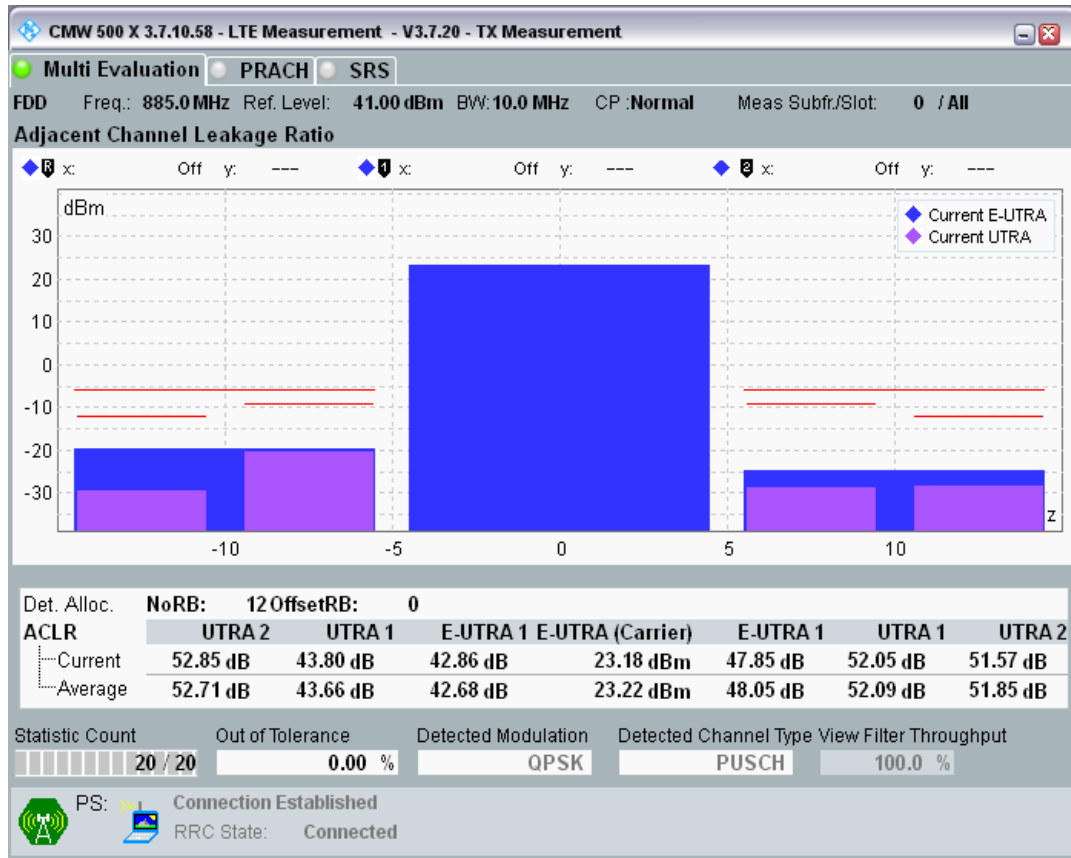 CMW 500 X 3.7.10.58 - LTE Measurement - V3.7.20 - TX Measurement
Multi Evaluation PRACH SRS
FDD Freq.: 885.0 MHz Ref. Level: 41.00 dBm BW: 10.0 MHz CP :Normal Meas Subfr./Slot: 0 / All
Adjacent Channel Leakage Ratio
R x: Off y: --- 1 x: Off y: --- 2 x: Off y: ---
dBm
Current E-UTRA
Current UTRA
30
20
10
0
-10
-20
-30
z
-10 -5 0 5 10
Det. Alloc. NoRB: 12 OffsetRB: 0
ACLR UTRA 2 UTRA 1 E-UTRA 1 E-UTRA (Carrier) E-UTRA 1 UTRA 1 UTRA 2
Current 52.85 dB 43.80 dB 42.86 dB 23.18 dBm 47.85 dB 52.05 dB 51.57 dB
Average 52.71 dB 43.66 dB 42.68 dB 23.22 dBm 48.05 dB 52.09 dB 51.85 dB
Statistic Count Out of Tolerance Detected Modulation Detected Channel Type View Filter Throughput
20 / 20 0.00 % QPSK PUSCH 100.0 %
PS: Connection Established
RRC State: Connected